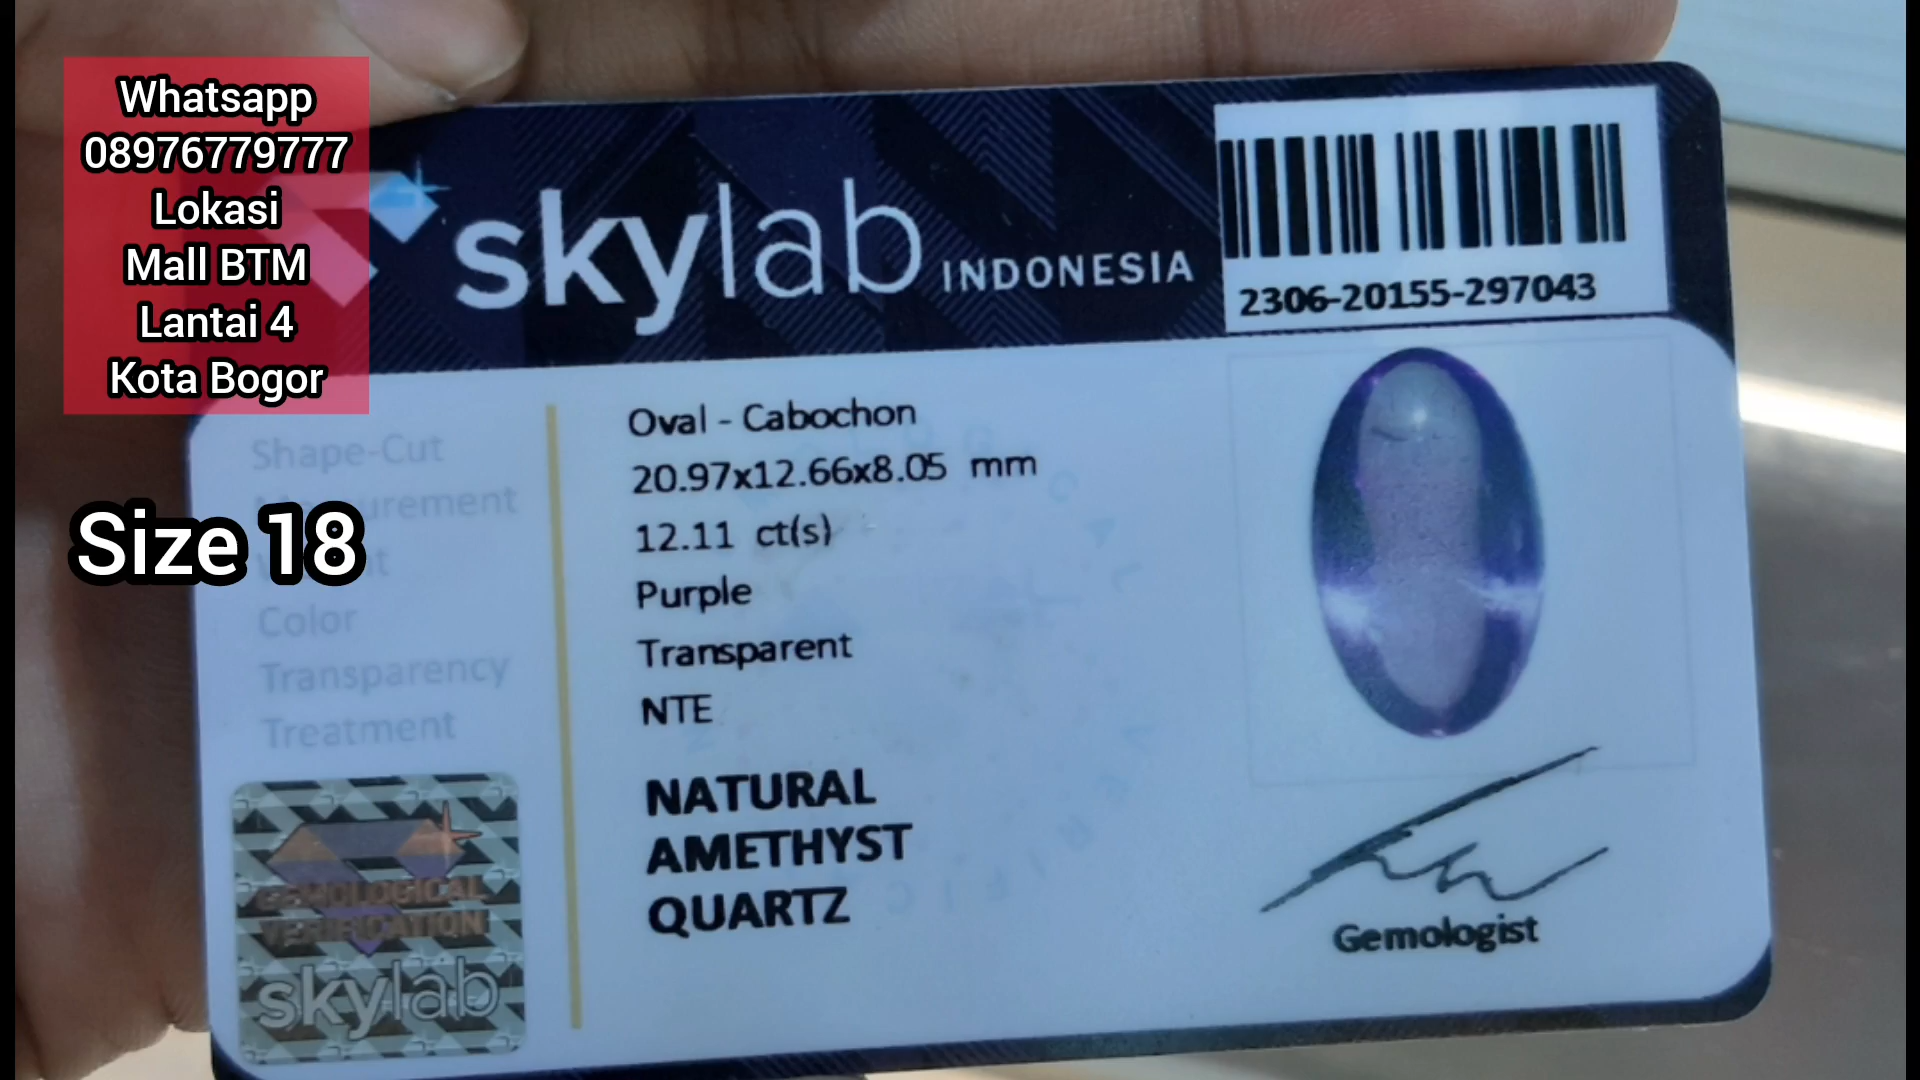 Whatsapp
08976779777
Lokasi
Mall BTM
Lantai 4
Kota Bogor
Size 18
skylab INDONESIA
2306-20155-297043
Shape-Cut
Oval - Cabochon
20.97x12.66x8.05 mm
12.11 ct(s)
Color
Purple
Transparency
Transparent
Treatment
NTE
NATURAL
AMETHYST
QUARTZ
GEMOLOGICAL
VERIFICATION
skylab
Gemologist